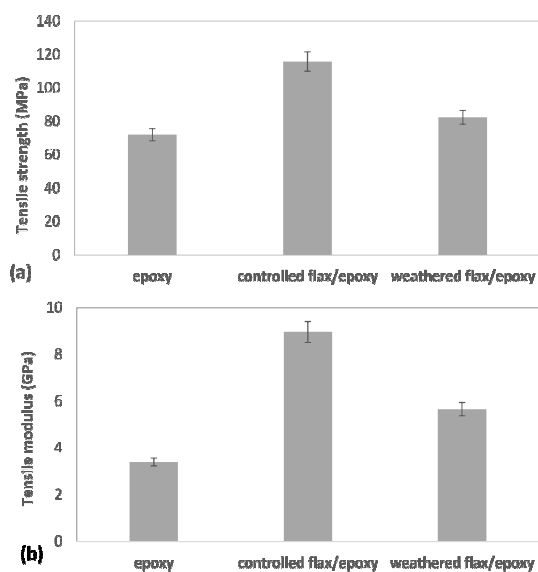 140
120
100
80
60
40
20
0
Tensile strength (MPa)
(a)
epoxy controlled flax/epoxy weathered flax/epoxy
10
8
6
4
2
0
Tensile modulus (GPa)
(b)
epoxy controlled flax/epoxy weathered flax/epoxy